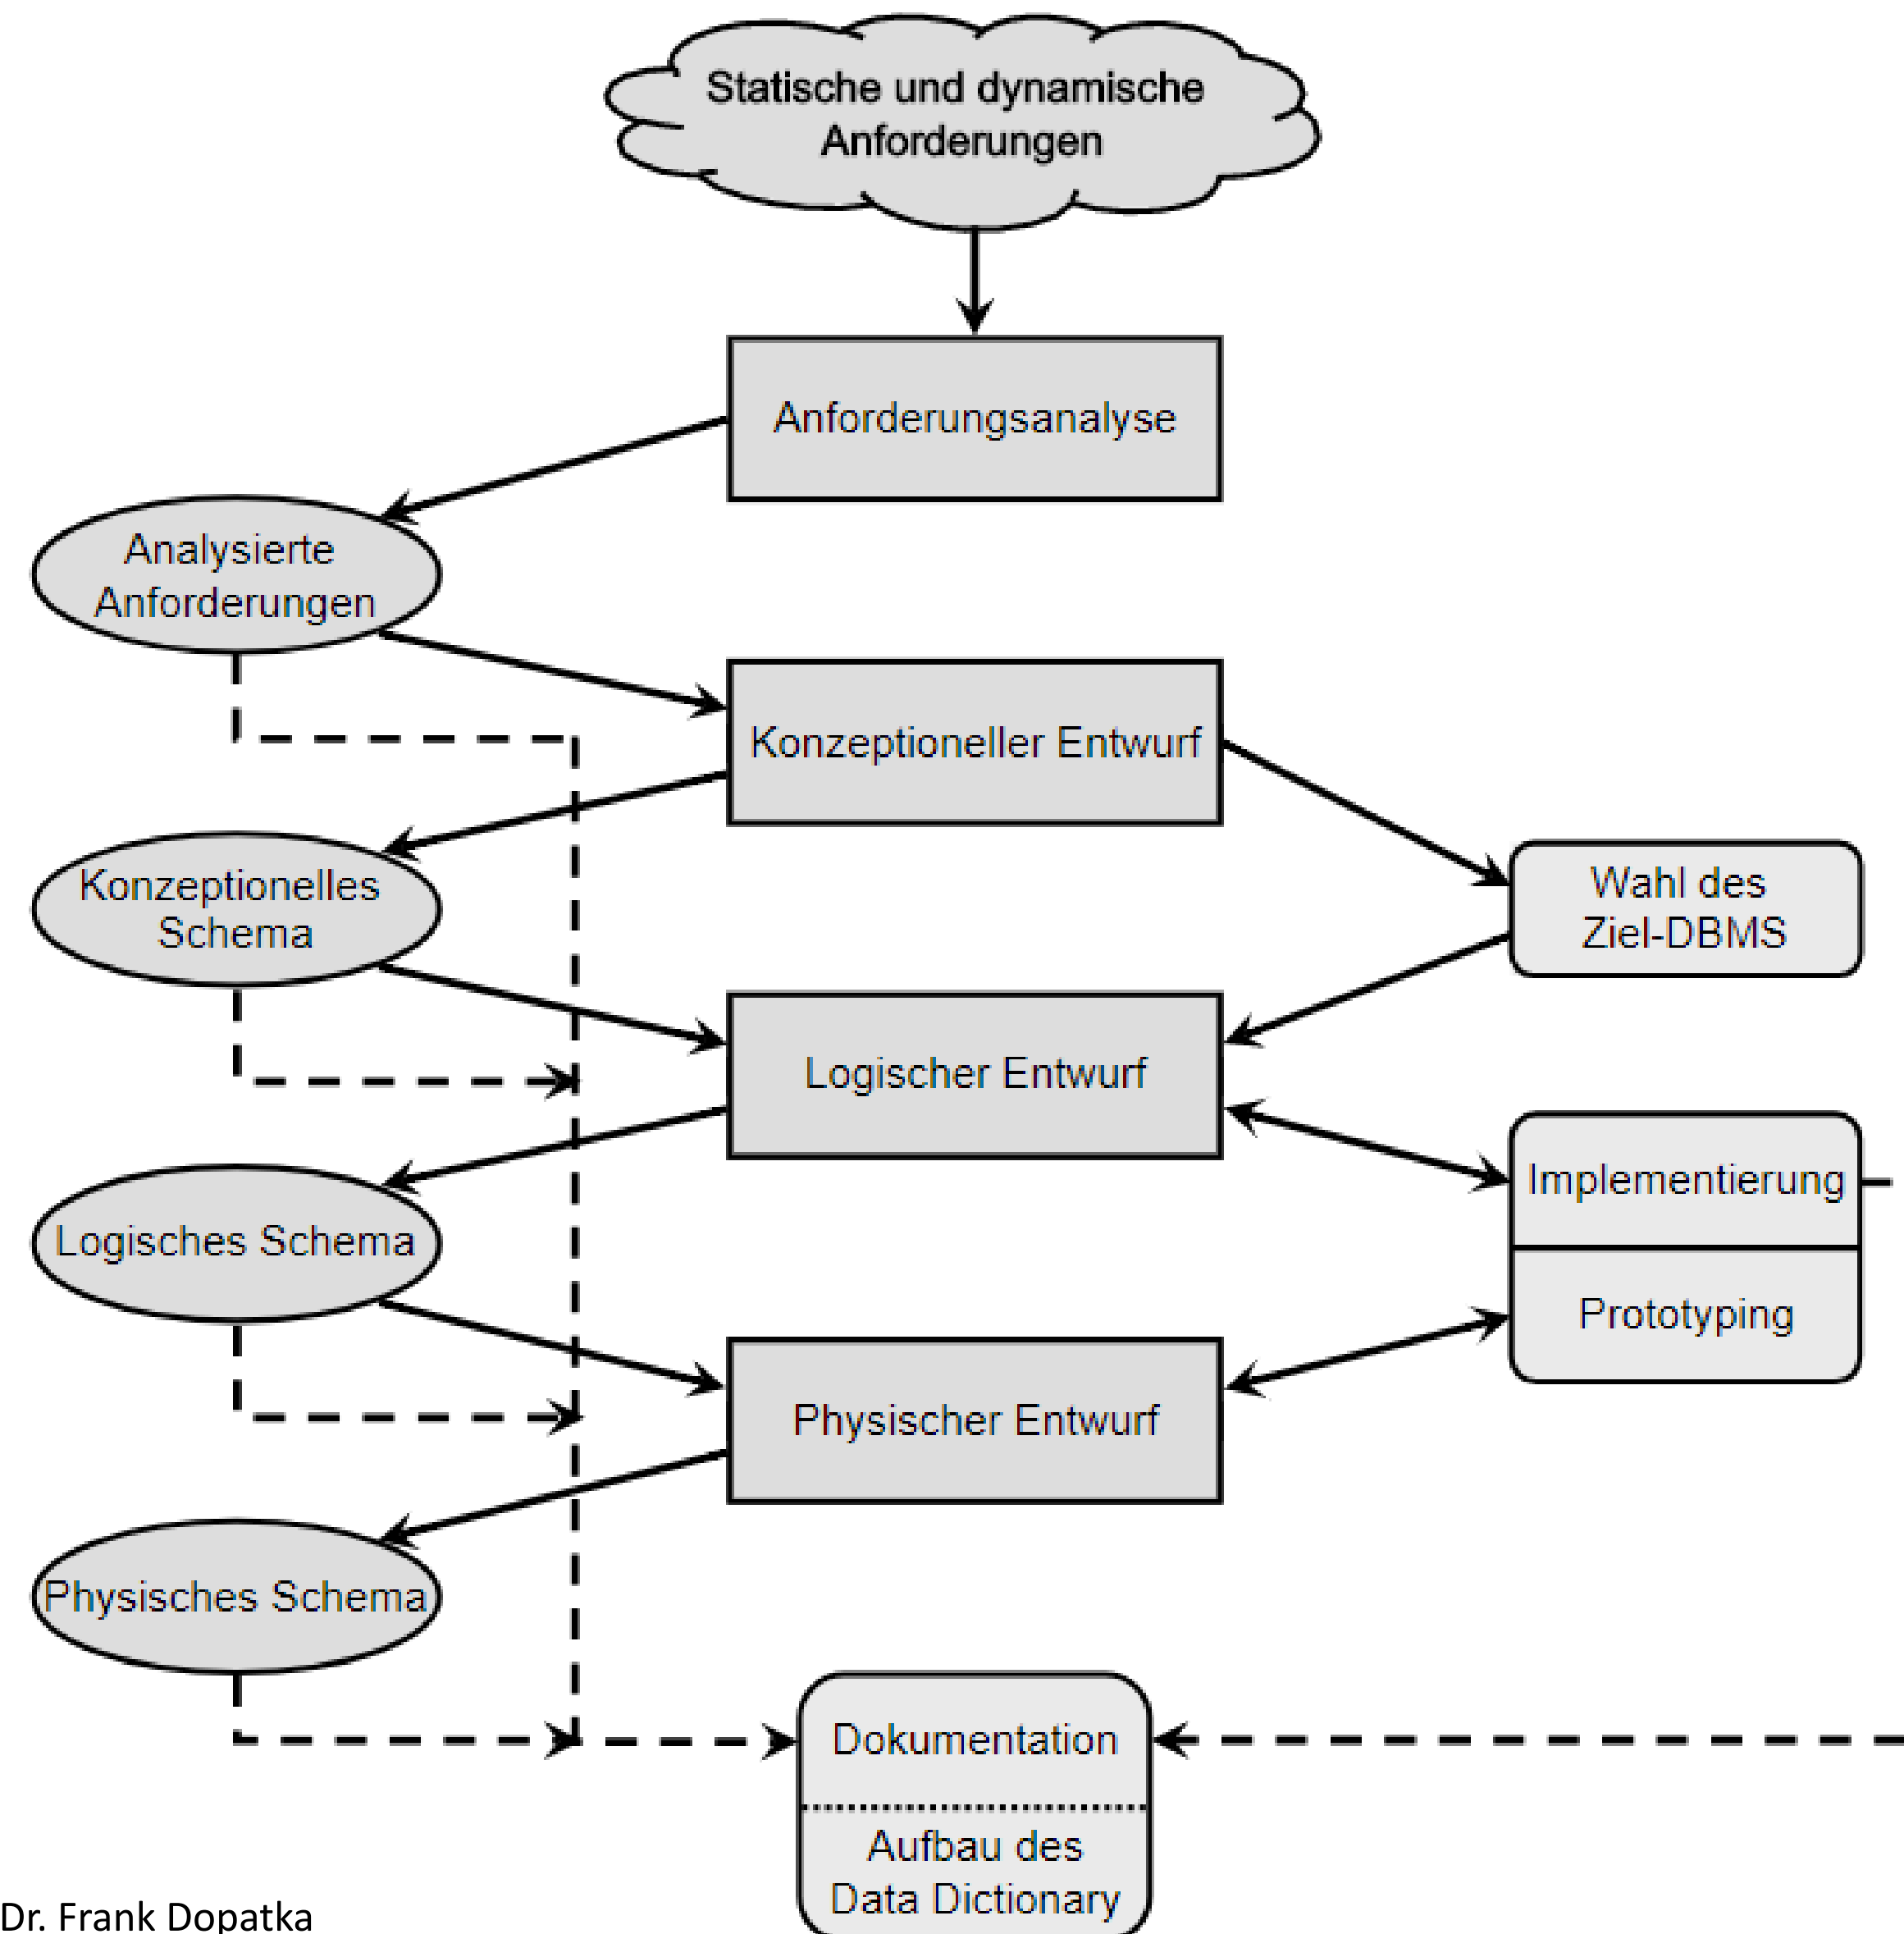 Statische und dynamische
Anforderungen
Anforderungsanalyse
Analysierte
Anforderungen
Konzeptioneller Entwurf
Konzeptionelles
Schema
Wahl des
Ziel-DBMS
Logischer Entwurf
Implementierung
Logisches Schema
Prototyping
Physischer Entwurf
Physisches Schema
Dokumentation
Aufbau des
Data Dictionary
Dr. Frank Dopatka